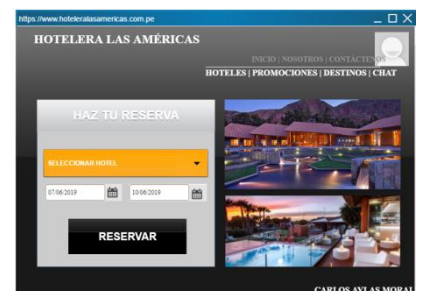 https://www.hoteleralasamericas.com.pe
HOTELERA LAS AMÉRICAS
INICIO | NOSOTROS | CONTÁCTENOS
HOTELES | PROMOCIONES | DESTINOS | CHAT
HAZ TU RESERVA
SELECCIONAR HOTEL
07/06/2019 10/06/2019
RESERVAR
CARLOS